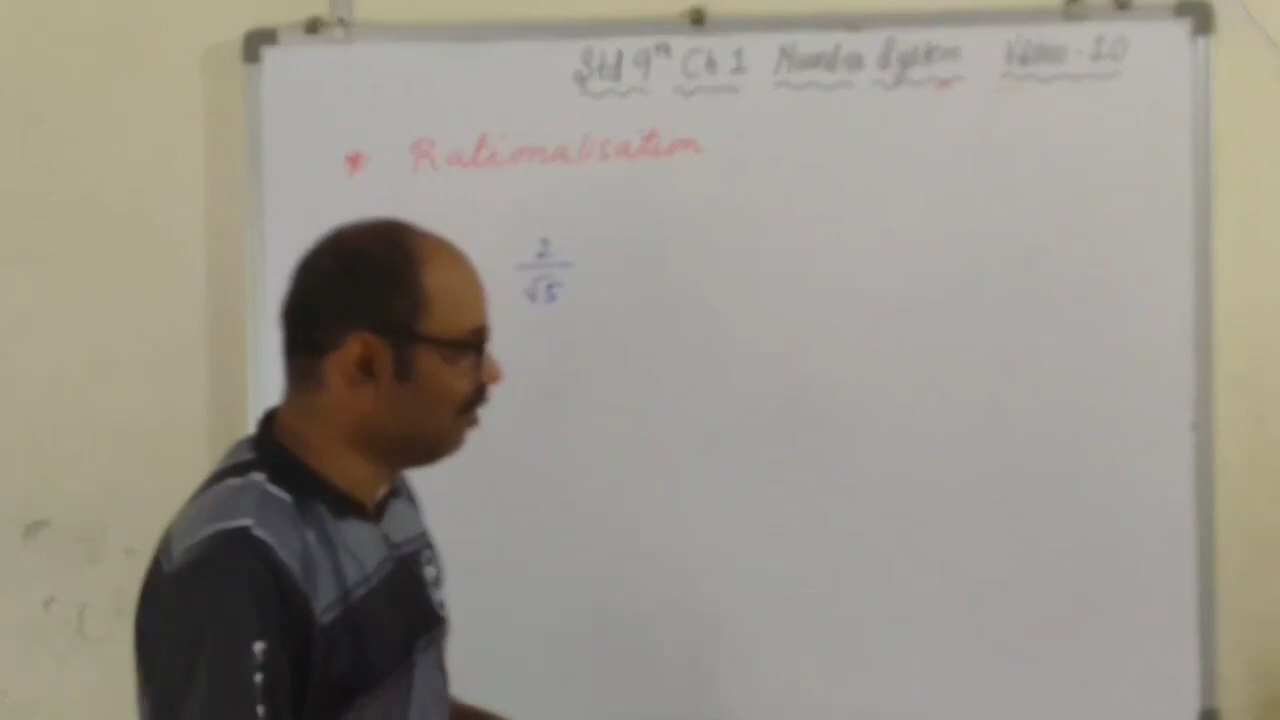 Std 9th Ch 1 Number System Video - 10
* Rationalisation
2
√5